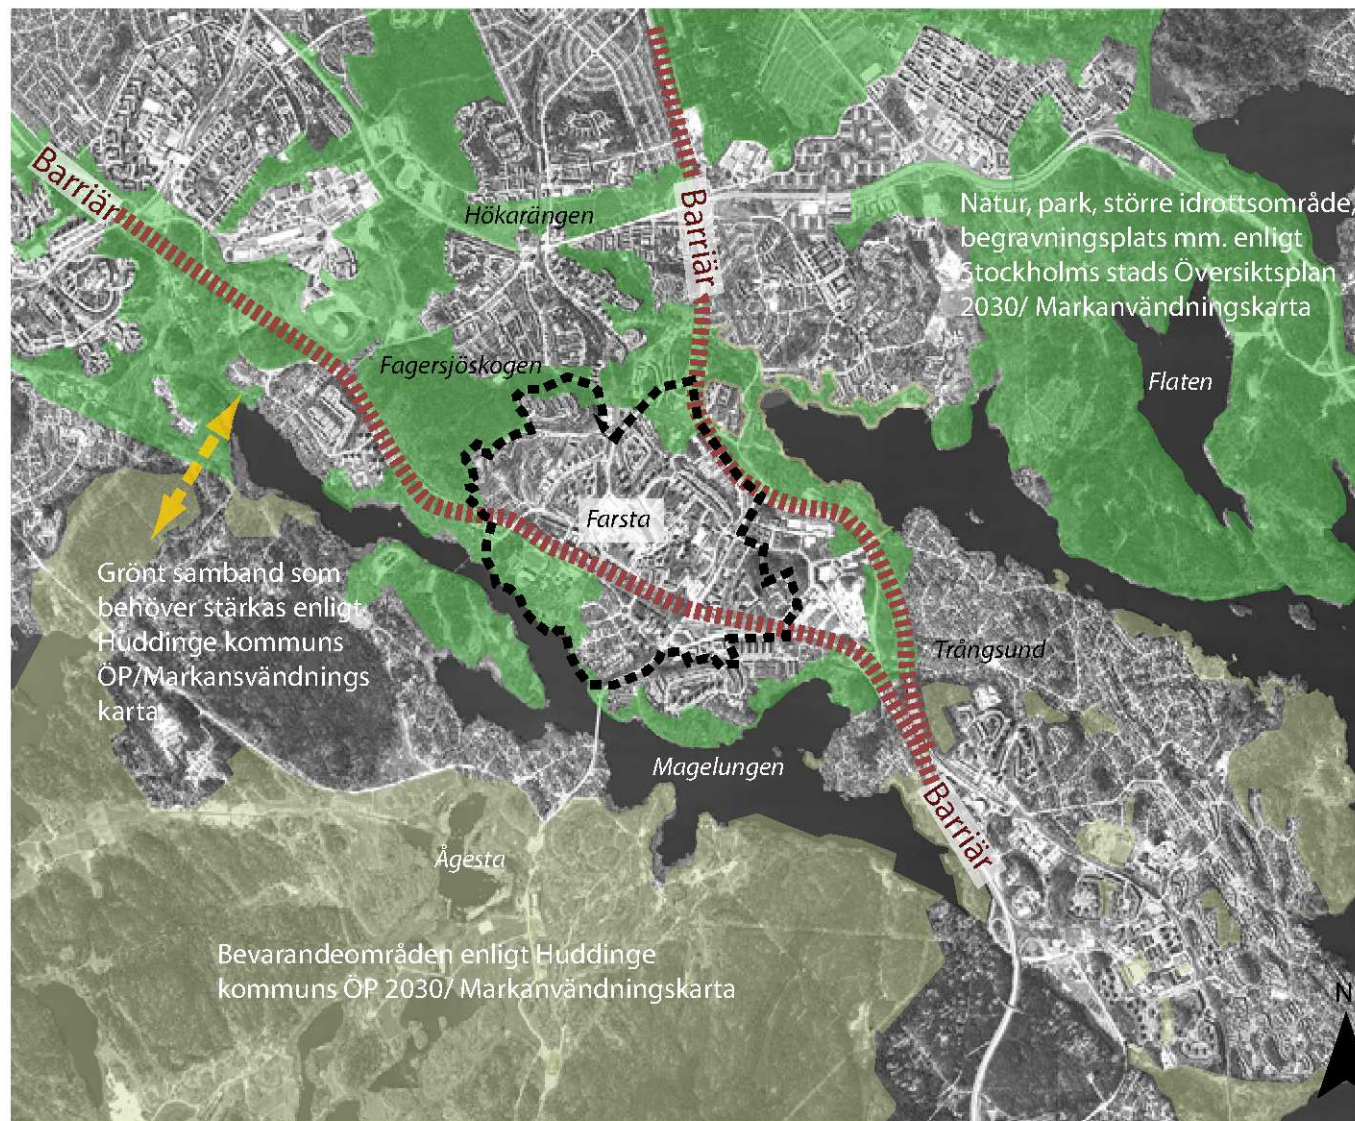 Barriär
Barriär
Hökarängen
Natur, park, större idrottsområde,
begravningsplats mm. enligt
Stockholms stads Översiktsplan
2030/ Markanvändningskarta
Fagersjöskogen
Flaten
Farsta
Grönt samband som
behöver stärkas enligt
Huddinge kommuns
ÖP/Markansvändnings
karta
Trångsund
Magelungen
Barriär
Ågesta
Bevarandeområden enligt Huddinge
kommuns ÖP 2030/ Markanvändningskarta
N